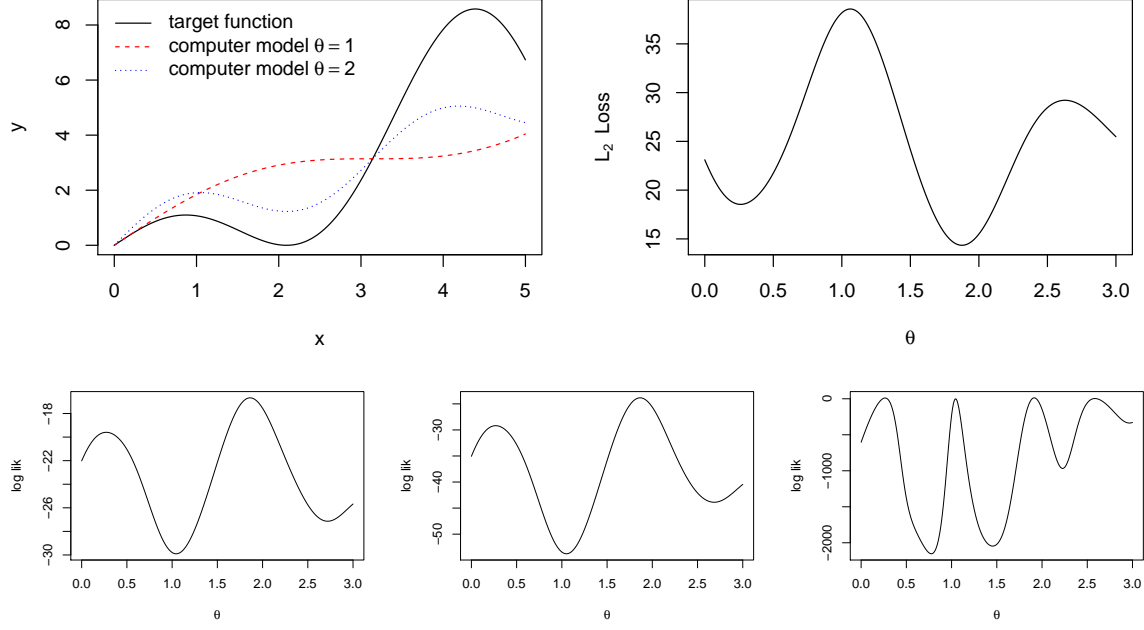 target function
computer model θ = 1
computer model θ = 2
y
0 2 4 6 8
0 1 2 3 4 5
x
L2 Loss
15 20 25 30 35
0.0 0.5 1.0 1.5 2.0 2.5 3.0
θ
log lik
−30 −26 −22 −18
0.0 0.5 1.0 1.5 2.0 2.5 3.0
θ
log lik
−50 −40 −30
0.0 0.5 1.0 1.5 2.0 2.5 3.0
θ
log lik
−2000 −1000 0
0.0 0.5 1.0 1.5 2.0 2.5 3.0
θ